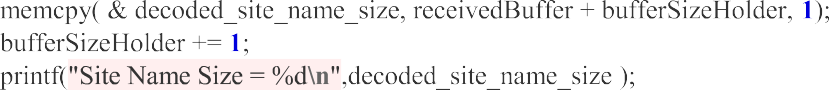 memcpy( & decoded_site_name_size, receivedBuffer + bufferSizeHolder, 1);
bufferSizeHolder += 1;
printf("Site Name Size = %d\n",decoded_site_name_size );